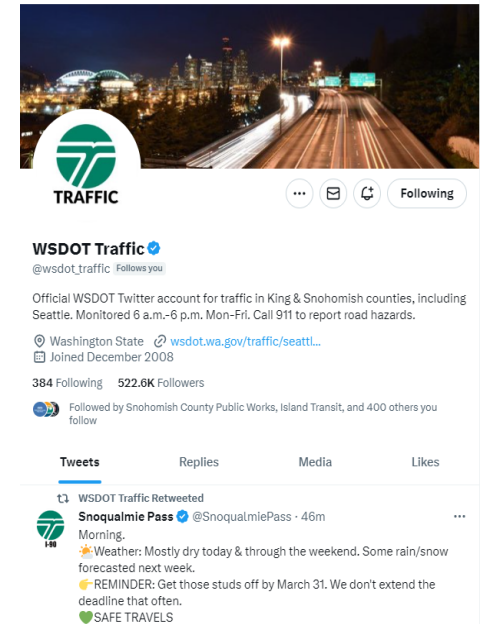 TRAFFIC
Following
WSDOT Traffic
@wsdot_traffic Follows you
Official WSDOT Twitter account for traffic in King & Snohomish counties, including
Seattle. Monitored 6 a.m.-6 p.m. Mon-Fri. Call 911 to report road hazards.
Washington State wsdot.wa.gov/traffic/seattl...
Joined December 2008
384 Following 522.6K Followers
Followed by Snohomish County Public Works, Island Transit, and 400 others you
follow
Tweets Replies Media Likes
WSDOT Traffic Retweeted
Snoqualmie Pass @SnoqualmiePass · 46m
I-90
Morning.
🌤️Weather: Mostly dry today & through the weekend. Some rain/snow
forecasted next week.
👉REMINDER: Get those studs off by March 31. We don't extend the
deadline that often.
💚SAFE TRAVELS